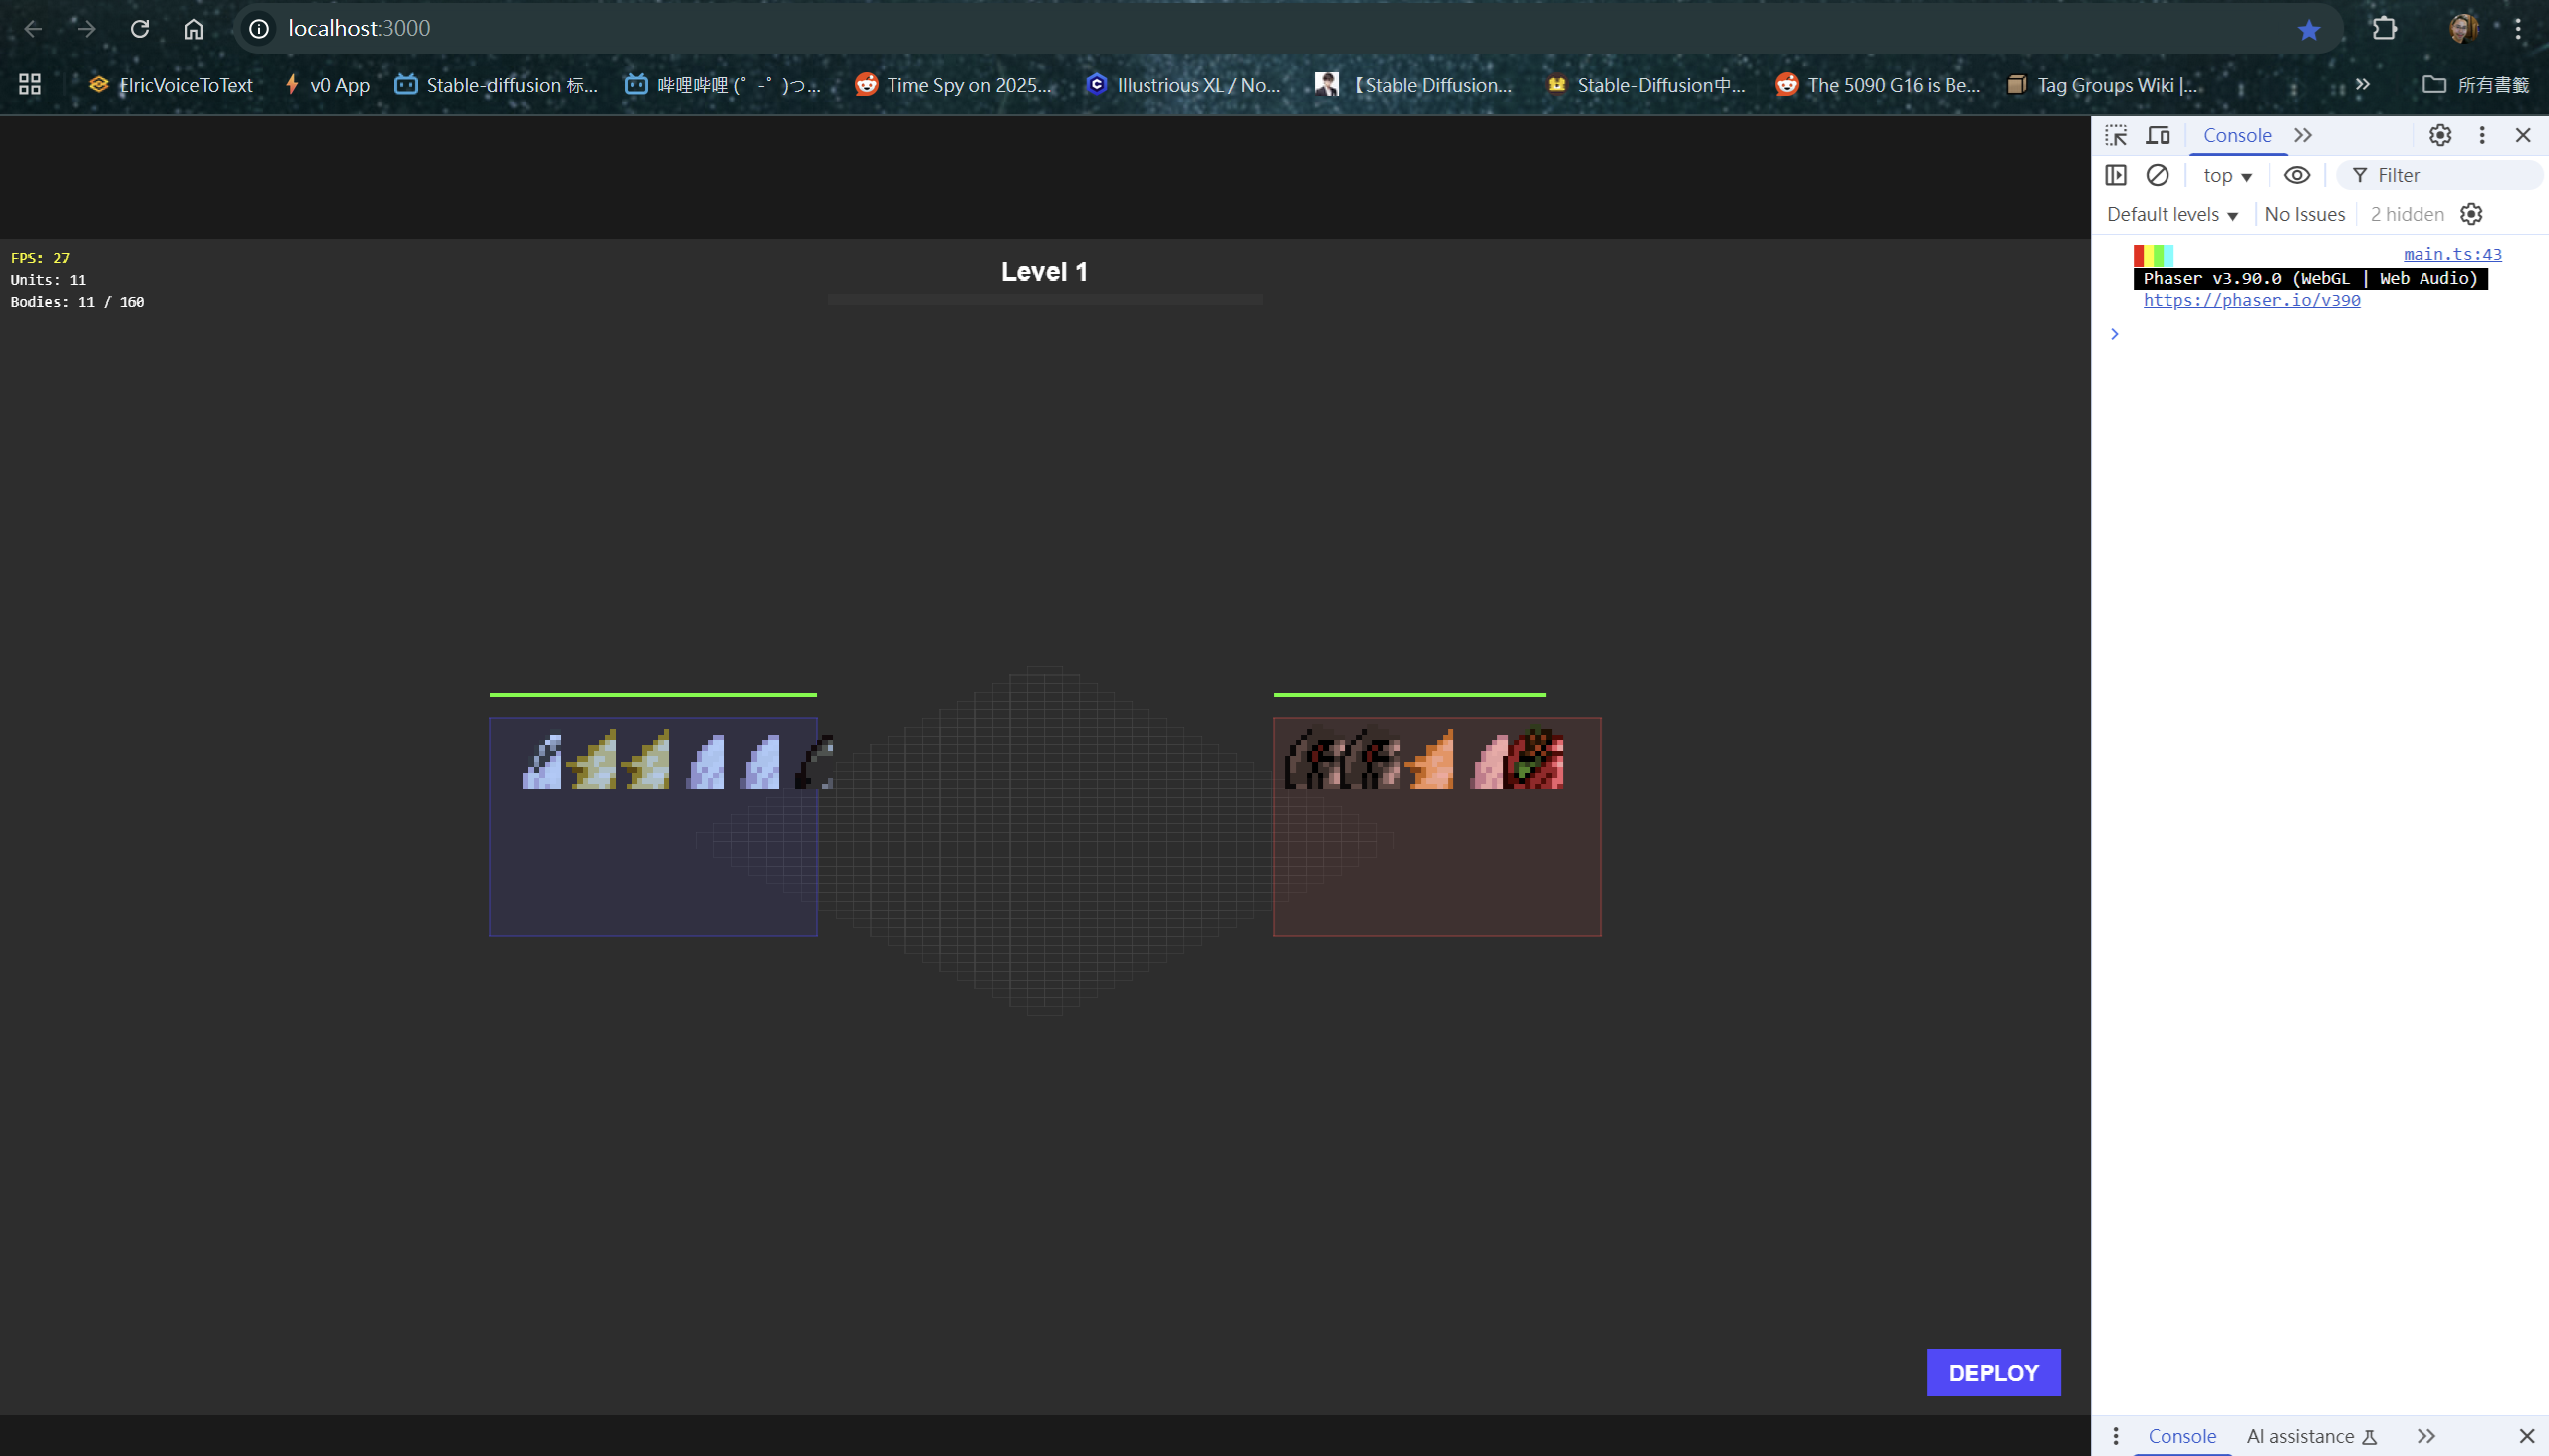 localhost:3000
ElricVoiceToText
v0 App
Stable-diffusion 标...
哔哩哔哩 (゜-゜)つ...
Time Spy on 2025...
Illustrious XL / No...
【Stable Diffusion...
Stable-Diffusion中...
The 5090 G16 is Be...
Tag Groups Wiki |...
所有書籤
Console
top
Filter
Default levels
No Issues
2 hidden
main.ts:43
Phaser v3.90.0 (WebGL | Web Audio)
https://phaser.io/v390
FPS: 27
Units: 11
Bodies: 11 / 160
Level 1
DEPLOY
Console
AI assistance